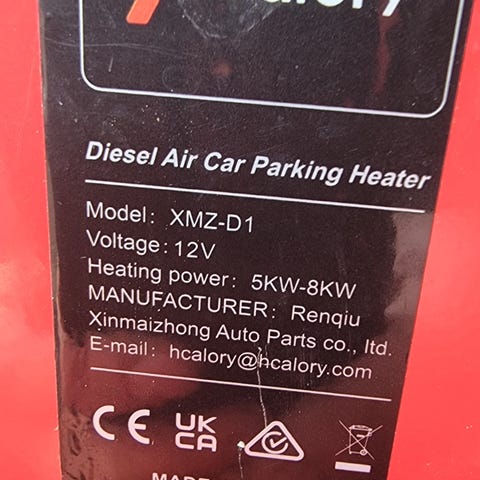 Diesel Air Car Parking Heater
Model: XMZ-D1
Voltage: 12V
Heating power: 5KW-8KW
MANUFACTURER: Renqiu
Xinmaizhong Auto Parts co., ltd.
E-mail: hcalory@hcalory.com
CE UK CA